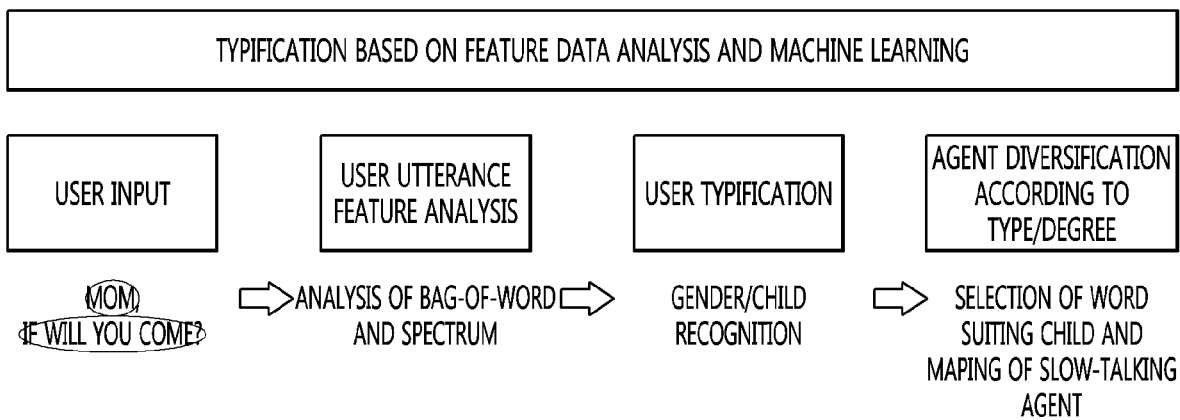 TYPIFICATION BASED ON FEATURE DATA ANALYSIS AND MACHINE LEARNING
USER INPUT
USER UTTERANCE
FEATURE ANALYSIS
USER TYPIFICATION
AGENT DIVERSIFICATION
ACCORDING TO
TYPE/DEGREE
MOM,
IF WILL YOU COME?
ANALYSIS OF BAG-OF-WORD
AND SPECTRUM
GENDER/CHILD
RECOGNITION
SELECTION OF WORD
SUITING CHILD AND
MAPING OF SLOW-TALKING
AGENT